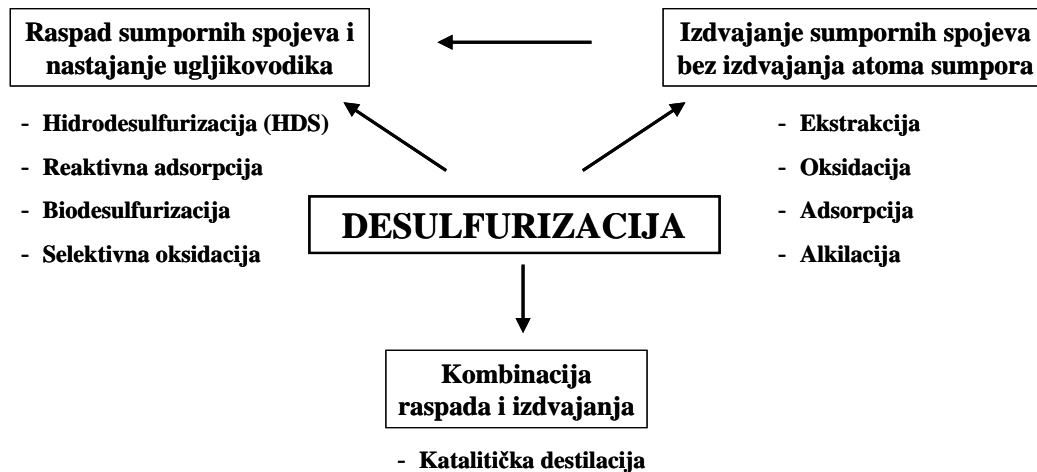 Raspad sumpornih spojeva i
nastajanje ugljikovodika
- Hidrodesulfurizacija (HDS)
- Reaktivna adsorpcija
- Biodesulfurizacija
- Selektivna oksidacija
Izdvajanje sumpornih spojeva
bez izdvajanja atoma sumpora
- Ekstrakcija
- Oksidacija
- Adsorpcija
- Alkilacija
DESULFURIZACIJA
Kombinacija
raspada i izdvajanja
- Katalitička destilacija